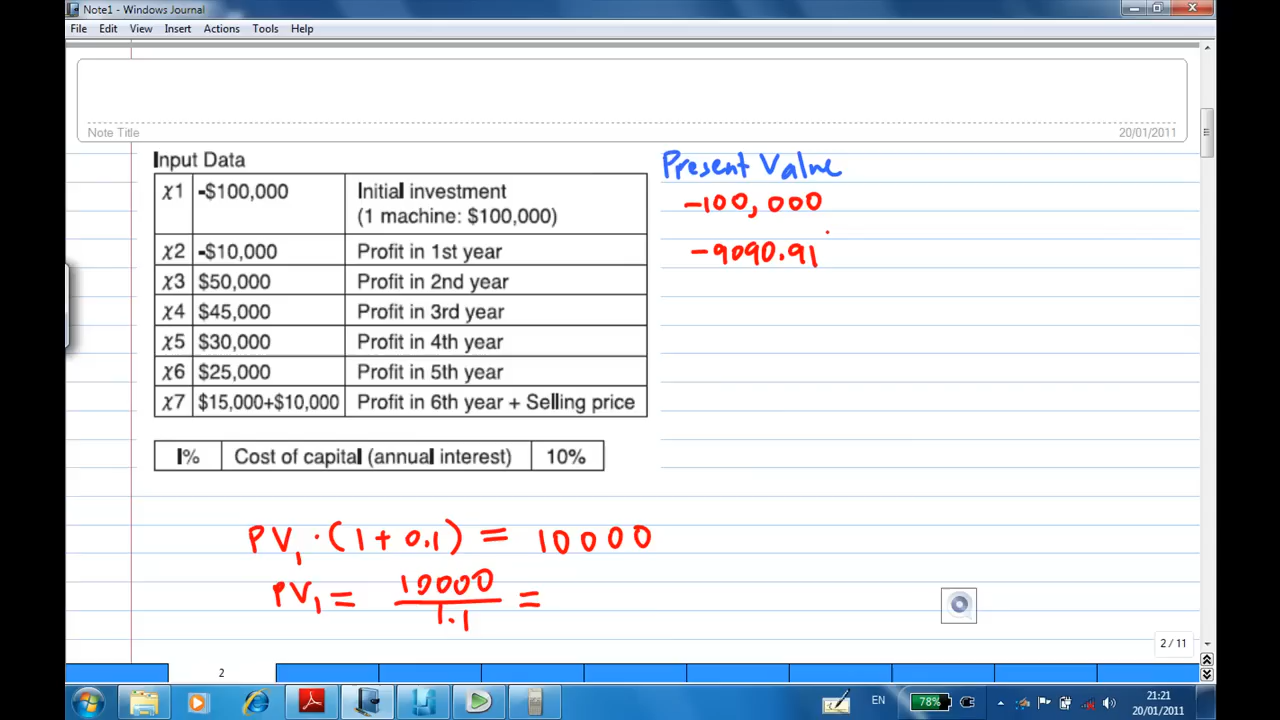 Note1 - Windows Journal
File Edit View Insert Actions Tools Help
Note Title 20/01/2011
Input Data
Present Value
χ1 -$100,000 Initial investment
(1 machine: $100,000)
-100,000
χ2 -$10,000 Profit in 1st year
-9090.91
χ3 $50,000 Profit in 2nd year
χ4 $45,000 Profit in 3rd year
χ5 $30,000 Profit in 4th year
χ6 $25,000 Profit in 5th year
χ7 $15,000+$10,000 Profit in 6th year + Selling price
I% Cost of capital (annual interest) 10%
PV₁ · (1 + 0.1) = 10000
PV₁ = 10000 / 1.1 =
2 / 11
2
EN 78% 21:21
20/01/2011